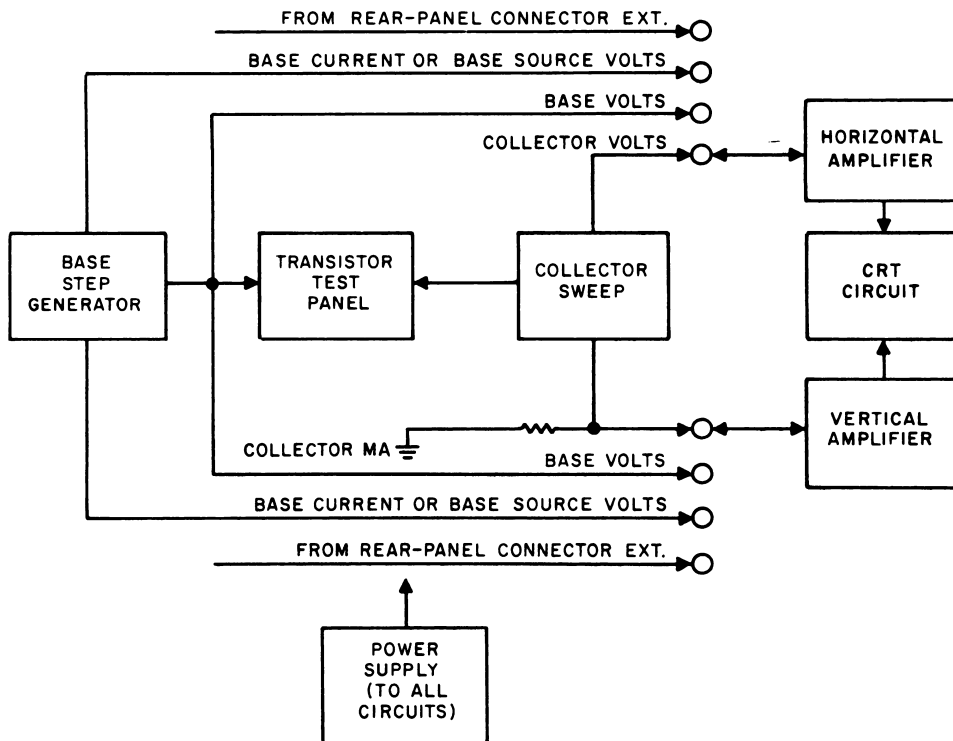 FROM REAR-PANEL CONNECTOR EXT.
BASE CURRENT OR BASE SOURCE VOLTS
BASE VOLTS
COLLECTOR VOLTS
HORIZONTAL
AMPLIFIER
BASE
STEP
GENERATOR
TRANSISTOR
TEST
PANEL
COLLECTOR
SWEEP
CRT
CIRCUIT
COLLECTOR MA
VERTICAL
AMPLIFIER
BASE VOLTS
BASE CURRENT OR BASE SOURCE VOLTS
FROM REAR-PANEL CONNECTOR EXT.
POWER
SUPPLY
(TO ALL
CIRCUITS)